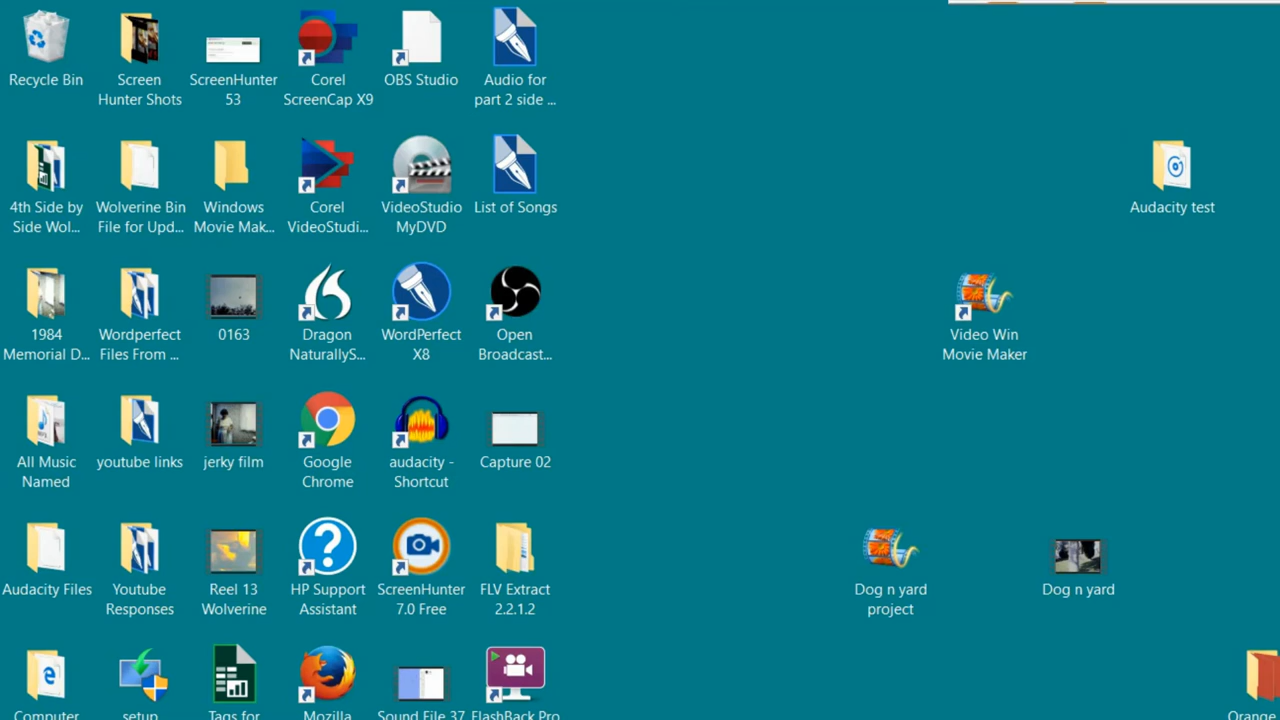 Recycle Bin
Screen
Hunter Shots
ScreenHunter
53
Corel
ScreenCap X9
OBS Studio
Audio for
part 2 side ...
4th Side by
Side Wol...
Wolverine Bin
File for Upd...
Windows
Movie Mak...
Corel
VideoStudi...
VideoStudio
MyDVD
List of Songs
Audacity test
1984
Memorial D...
Wordperfect
Files From ...
0163
Dragon
NaturallyS...
WordPerfect
X8
Open
Broadcast...
Video Win
Movie Maker
All Music
Named
youtube links
jerky film
Google
Chrome
audacity -
Shortcut
Capture 02
Audacity Files
Youtube
Responses
Reel 13
Wolverine
HP Support
Assistant
ScreenHunter
7.0 Free
FLV Extract
2.2.1.2
Dog n yard
project
Dog n yard
Computer
setup
Tags for
Mozilla
Sound File 37
FlashBack Pro
Orange